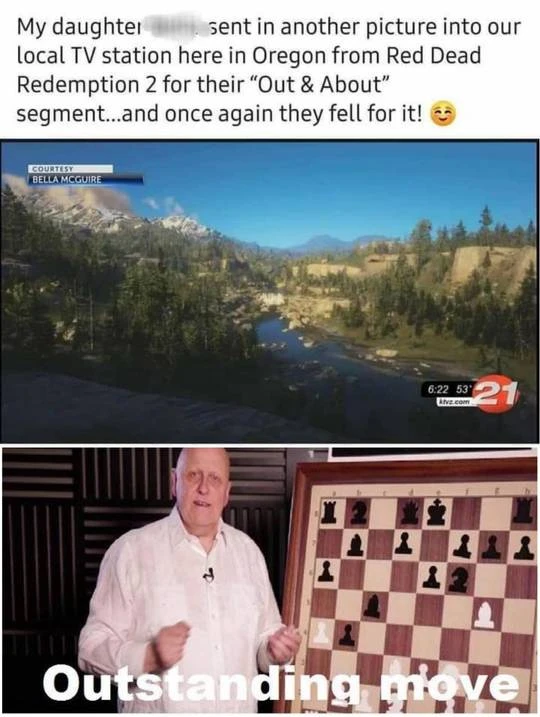 My daughter sent in another picture into our
local TV station here in Oregon from Red Dead
Redemption 2 for their “Out & About”
segment...and once again they fell for it! 😊
COURTESY
BELLA MCGUIRE
6:22 53°
21
ktvz.com
Outstanding move